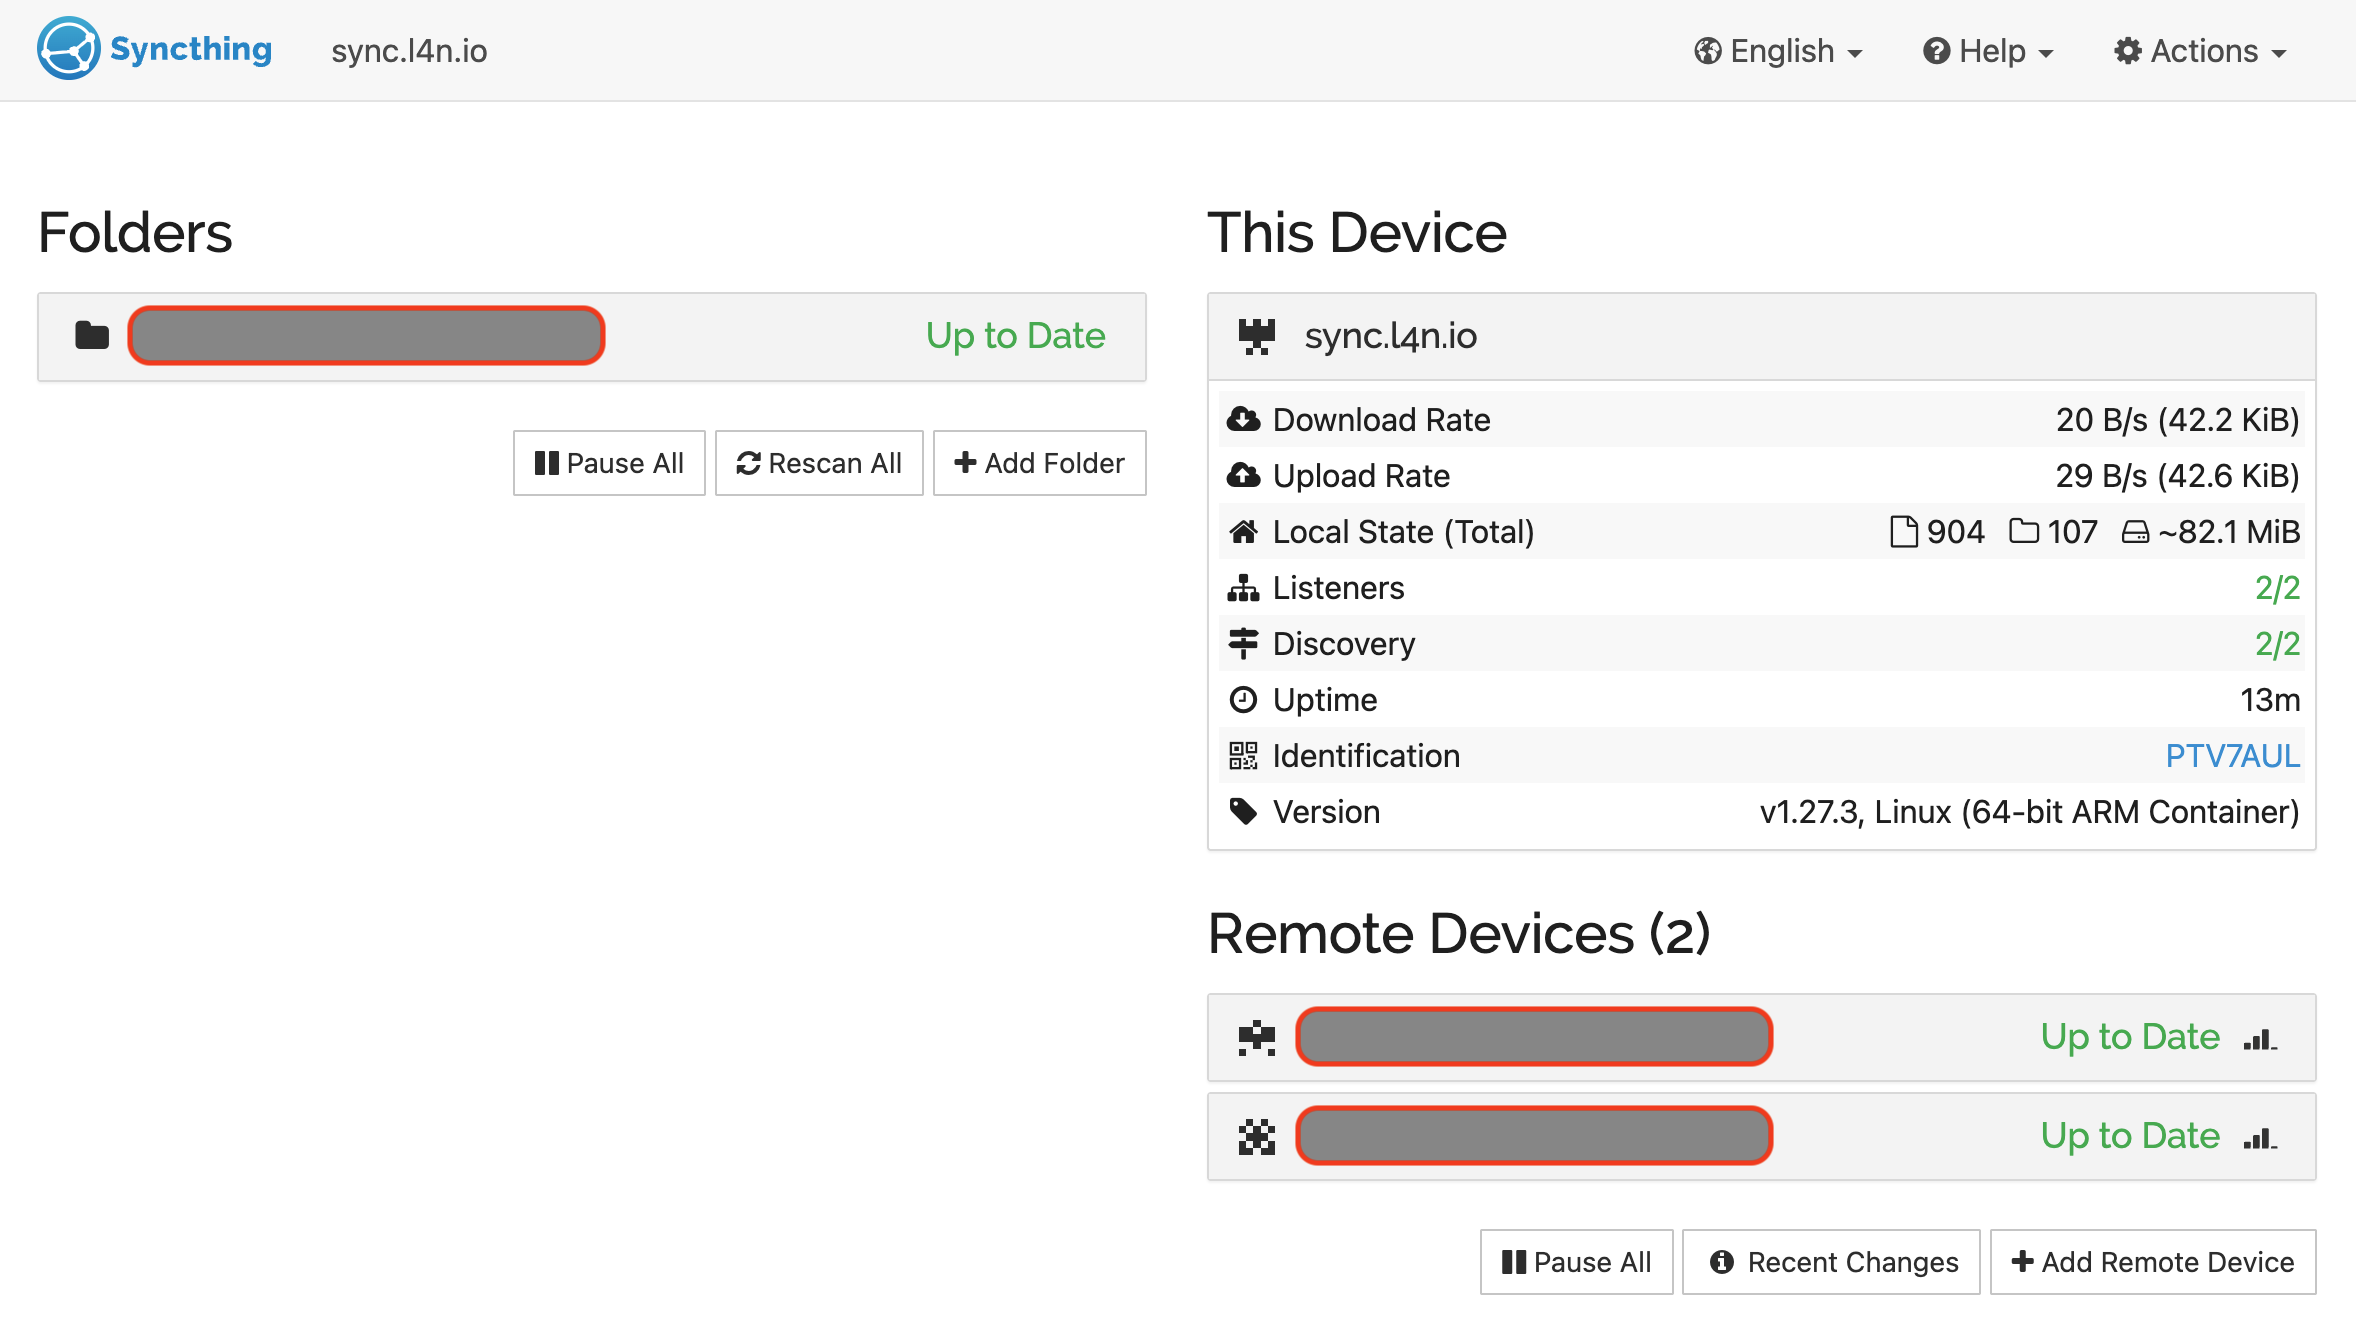 Syncthing sync.l4n.io English Help Actions
Folders
Up to Date
Pause All Rescan All Add Folder
This Device
sync.l4n.io
Download Rate 20 B/s (42.2 KiB)
Upload Rate 29 B/s (42.6 KiB)
Local State (Total) 904 107 ~82.1 MiB
Listeners 2/2
Discovery 2/2
Uptime 13m
Identification PTV7AUL
Version v1.27.3, Linux (64-bit ARM Container)
Remote Devices (2)
Up to Date
Up to Date
Pause All Recent Changes Add Remote Device